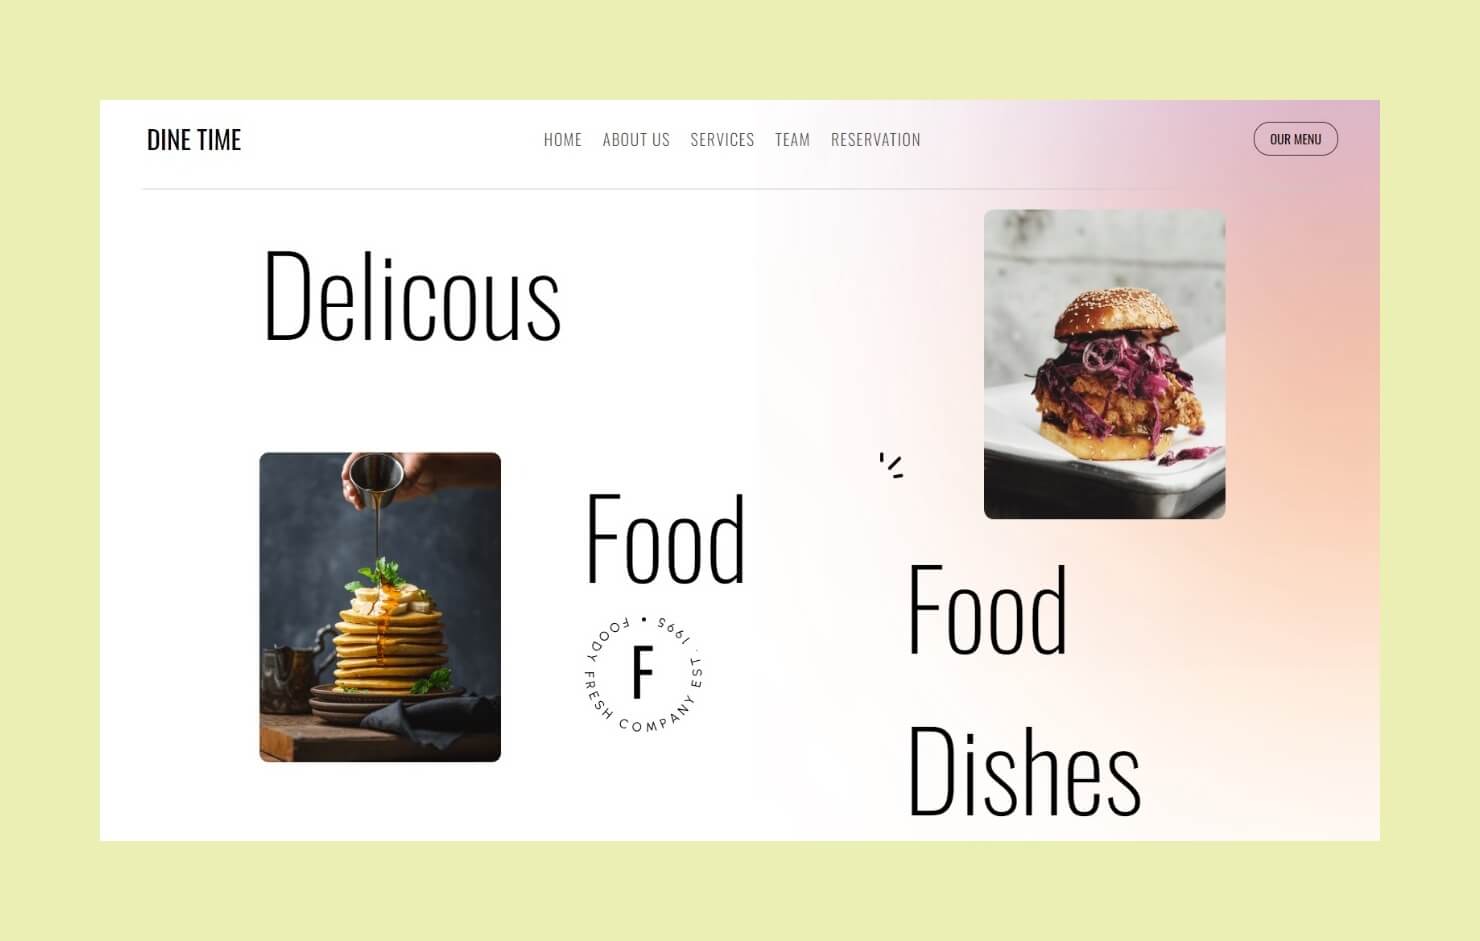 DINE TIME
HOME ABOUT US SERVICES TEAM RESERVATION
OUR MENU
Delicous
Food
FOODY FRESH COMPANY EST. 1995 •
F
Food
Dishes